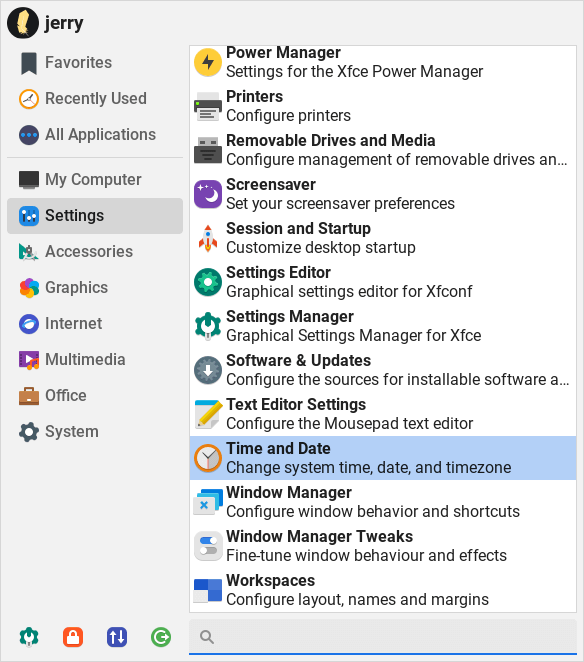 jerry
Favorites
Recently Used
All Applications
My Computer
Settings
Accessories
Graphics
Internet
Multimedia
Office
System
Power Manager
Settings for the Xfce Power Manager
Printers
Configure printers
Removable Drives and Media
Configure management of removable drives an...
Screensaver
Set your screensaver preferences
Session and Startup
Customize desktop startup
Settings Editor
Graphical settings editor for Xfconf
Settings Manager
Graphical Settings Manager for Xfce
Software & Updates
Configure the sources for installable software a...
Text Editor Settings
Configure the Mousepad text editor
Time and Date
Change system time, date, and timezone
Window Manager
Configure window behavior and shortcuts
Window Manager Tweaks
Fine-tune window behaviour and effects
Workspaces
Configure layout, names and margins